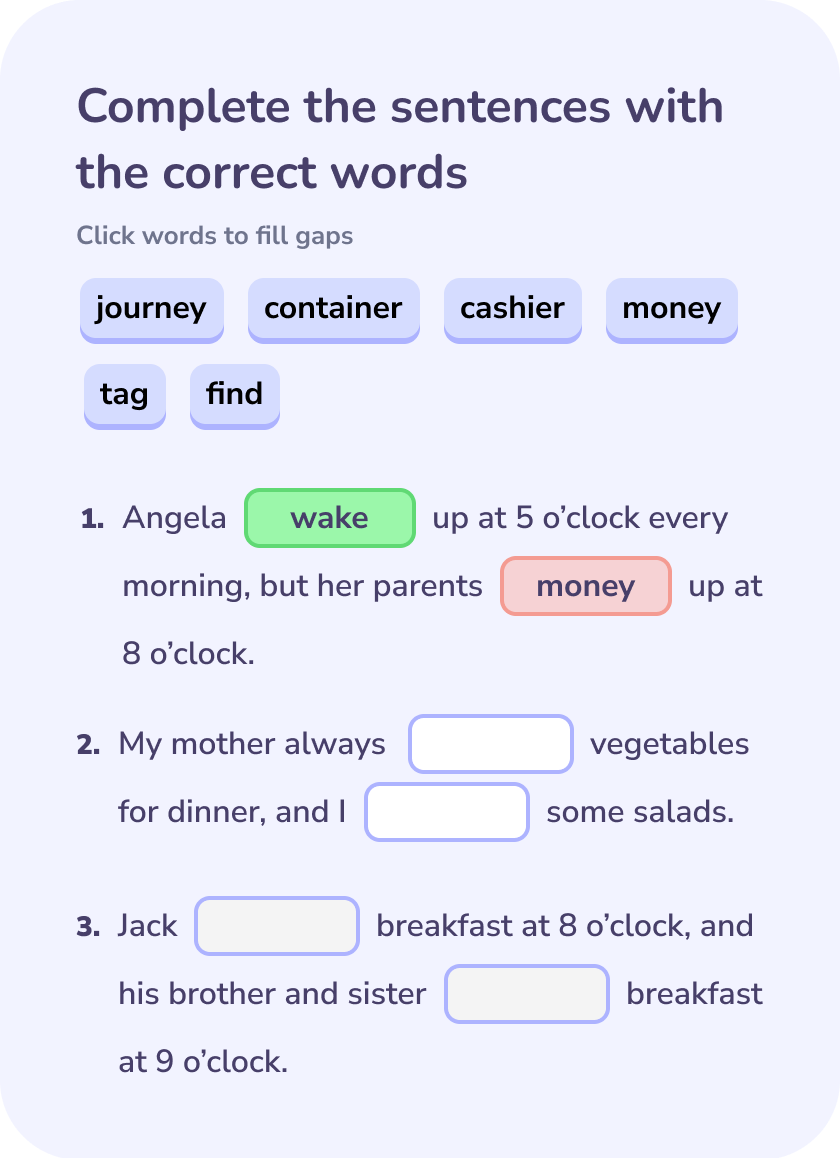 Complete the sentences with
the correct words
Click words to fill gaps
journey container cashier money
tag find
1. Angela wake up at 5 o’clock every
morning, but her parents money up at
8 o’clock.
2. My mother always vegetables
for dinner, and I some salads.
3. Jack breakfast at 8 o’clock, and
his brother and sister breakfast
at 9 o’clock.